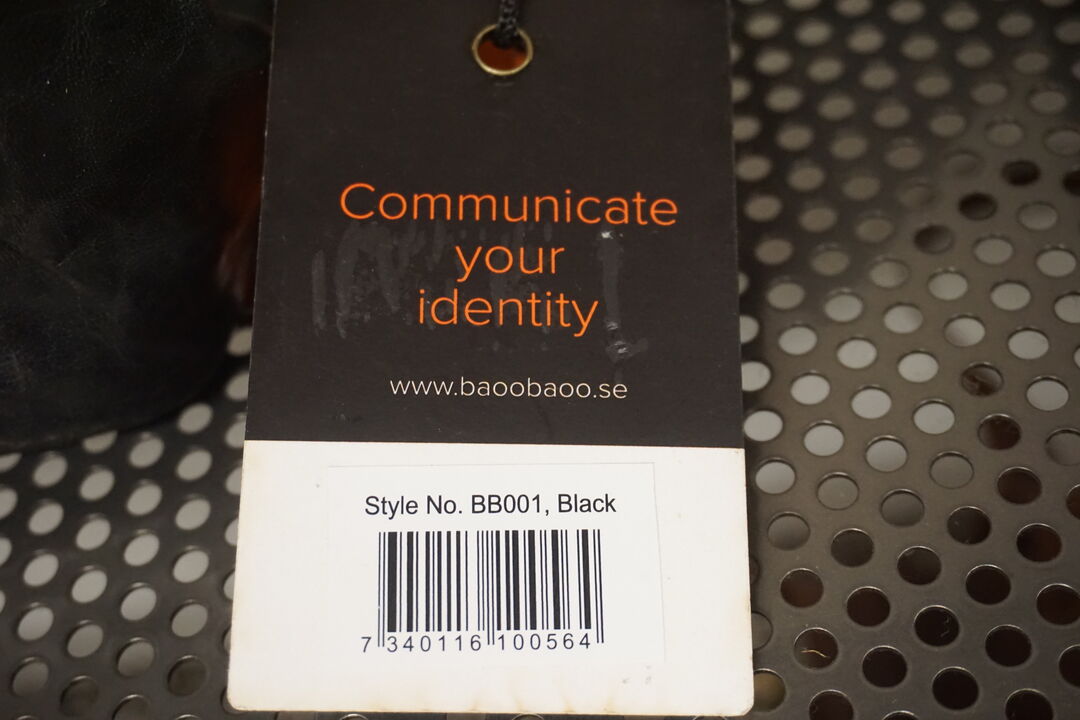 Communicate
your
identity
www.baoobaoo.se
Style No. BB001, Black
7 340116 100564